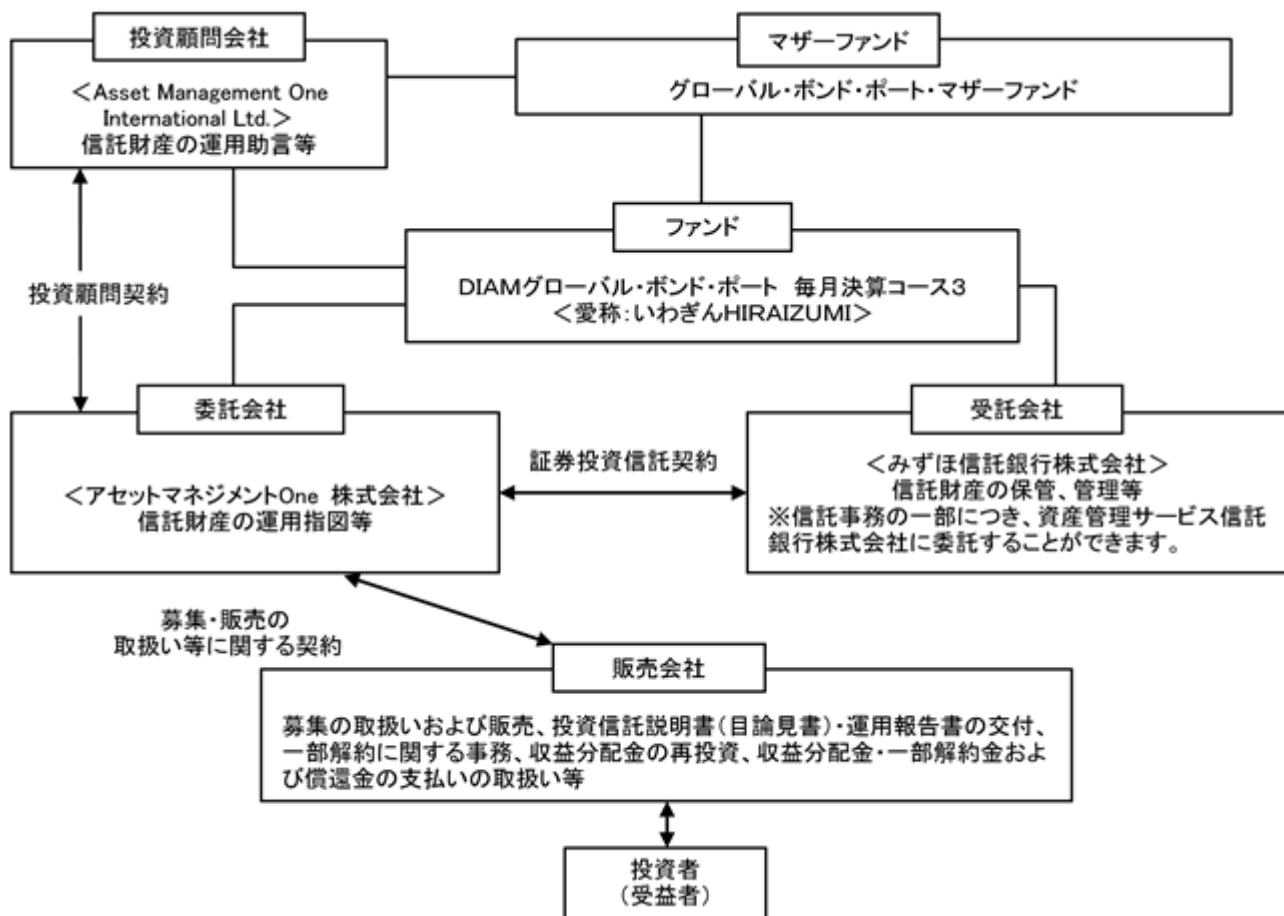 投資顧問会社
＜Asset Management One
International Ltd.＞
信託財産の運用助言等
マザーファンド
グローバル・ボンド・ポート・マザーファンド
ファンド
DIAMグローバル・ボンド・ポート　毎月決算コース３
＜愛称：いわぎんHIRAIZUMI＞
投資顧問契約
委託会社
＜アセットマネジメントOne 株式会社＞
信託財産の運用指図等
証券投資信託契約
受託会社
＜みずほ信託銀行株式会社＞
信託財産の保管、管理等
※信託事務の一部につき、資産管理サービス信託
銀行株式会社に委託することができます。
募集・販売の
取扱い等に関する契約
販売会社
募集の取扱いおよび販売、投資信託説明書（目論見書）・運用報告書の交付、
一部解約に関する事務、収益分配金の再投資、収益分配金・一部解約金およ
び償還金の支払いの取扱い等
投資者
（受益者）